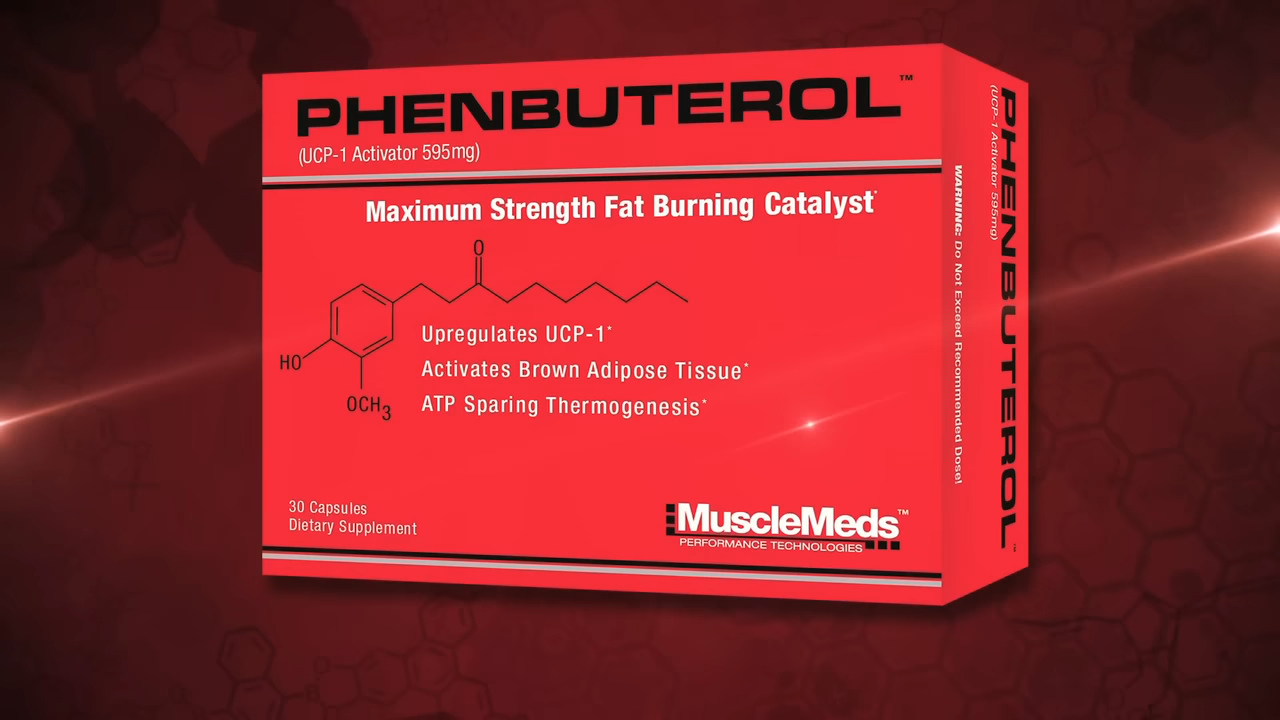 PHENBUTEROL™
(UCP-1 Activator 595mg)
Maximum Strength Fat Burning Catalyst*
O
HO
OCH3
Upregulates UCP-1*
Activates Brown Adipose Tissue*
ATP Sparing Thermogenesis*
30 Capsules
Dietary Supplement
MuscleMeds™
PERFORMANCE TECHNOLOGIES
PHENBUTEROL™
(UCP-1 Activator 595mg)
WARNING: Do Not Exceed Recommended Dose!